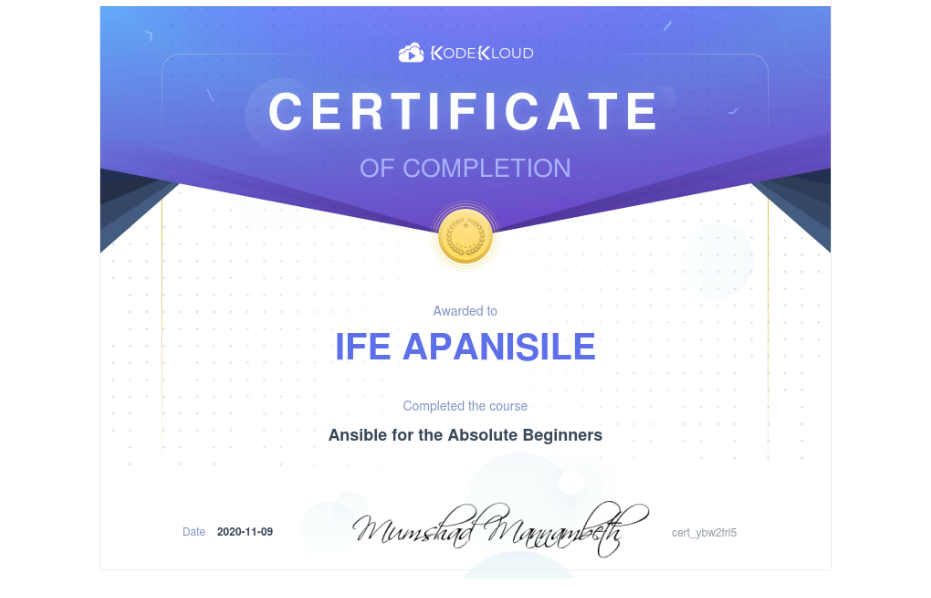 KODEKLOUD
CERTIFICATE
OF COMPLETION
Awarded to
IFE APANISILE
Completed the course
Ansible for the Absolute Beginners
Date 2020-11-09
Mumshad Mannambeth
cert_ybw2frl5